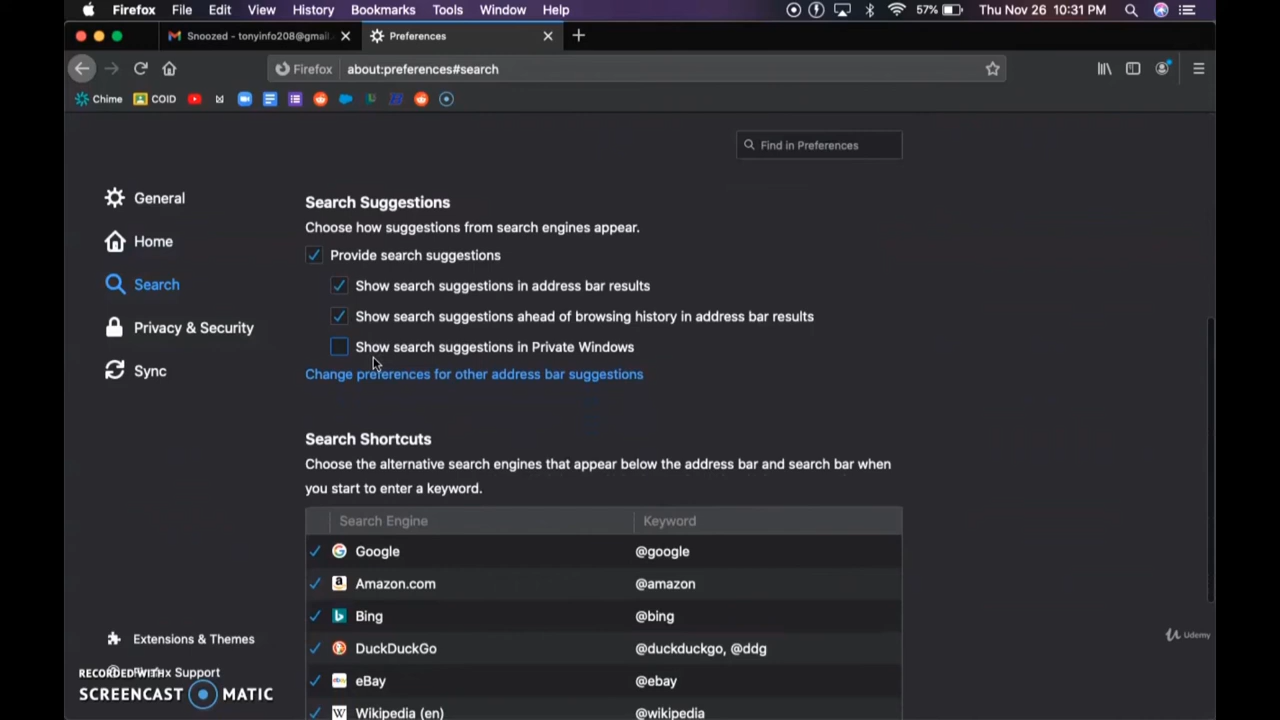 Firefox File Edit View History Bookmarks Tools Window Help 57% Thu Nov 26 10:31 PM
Snoozed - tonyinfo208@gmail. Preferences
Firefox about:preferences#search
Chime COID
Find in Preferences
General
Home
Search
Privacy & Security
Sync
Search Suggestions
Choose how suggestions from search engines appear.
Provide search suggestions
Show search suggestions in address bar results
Show search suggestions ahead of browsing history in address bar results
Show search suggestions in Private Windows
Change preferences for other address bar suggestions
Search Shortcuts
Choose the alternative search engines that appear below the address bar and search bar when
you start to enter a keyword.
Search Engine Keyword
Google @google
Amazon.com @amazon
Bing @bing
DuckDuckGo @duckduckgo, @ddg
eBay @ebay
Wikipedia (en) @wikipedia
Extensions & Themes
Support
RECORDED WITH
SCREENCAST MATIC
Udemy